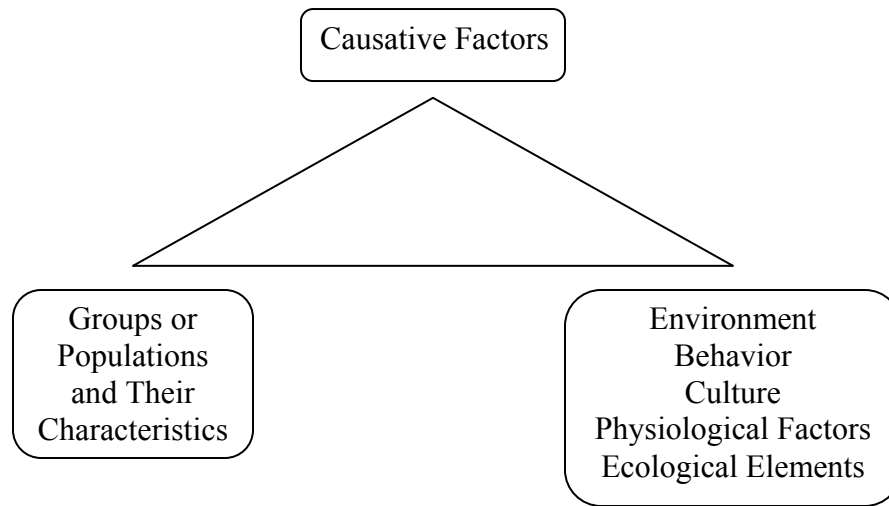 Causative Factors
Groups or
Populations
and Their
Characteristics
Environment
Behavior
Culture
Physiological Factors
Ecological Elements